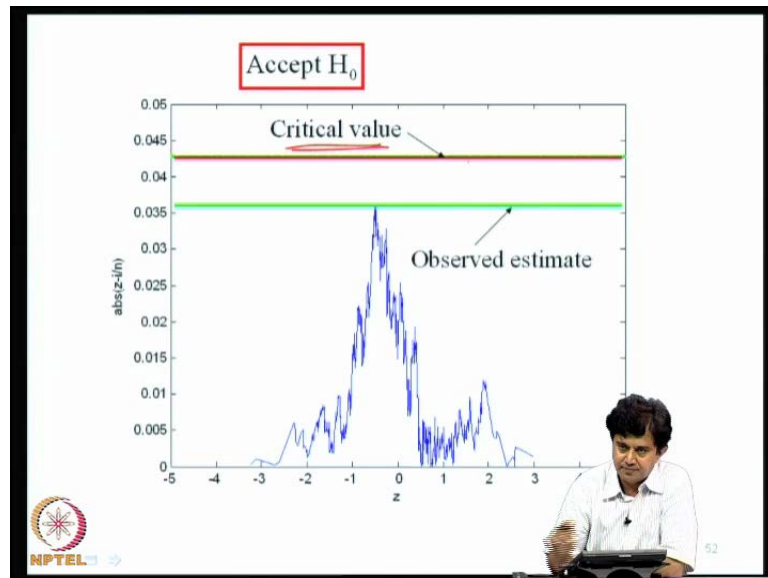 Accept H₀
0.05
0.045
Critical value
0.04
0.035
0.03
Observed estimate
0.025
0.02
0.015
0.01
0.005
0
abs(z-i/n)
-5 -4 -3 -2 -1 0 1 2 3
z
NPTEL
52